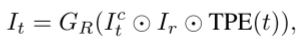 I_t = G_R(I_t^c ⊙ I_r ⊙ TPE(t)),